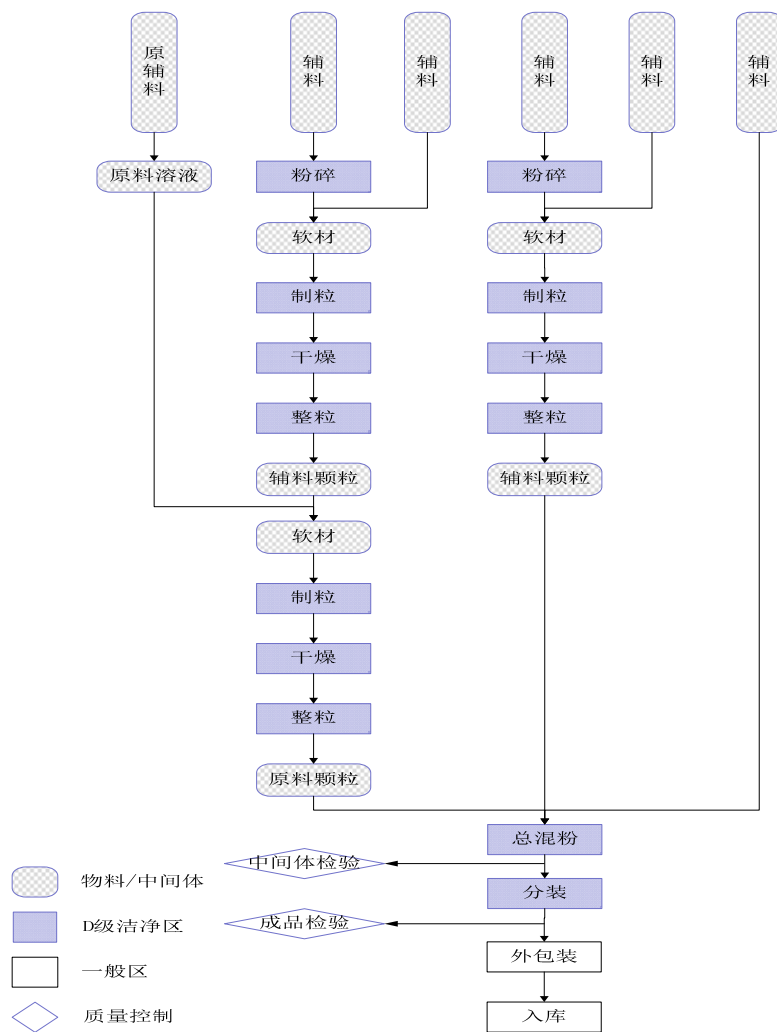 原辅料
辅料
辅料
辅料
辅料
辅料
原料溶液
粉碎
粉碎
软材
软材
制粒
制粒
干燥
干燥
整粒
整粒
辅料颗粒
辅料颗粒
软材
制粒
干燥
整粒
原料颗粒
总混粉
中间体检验
分装
成品检验
外包装
入库
物料/中间体
D级洁净区
一般区
质量控制